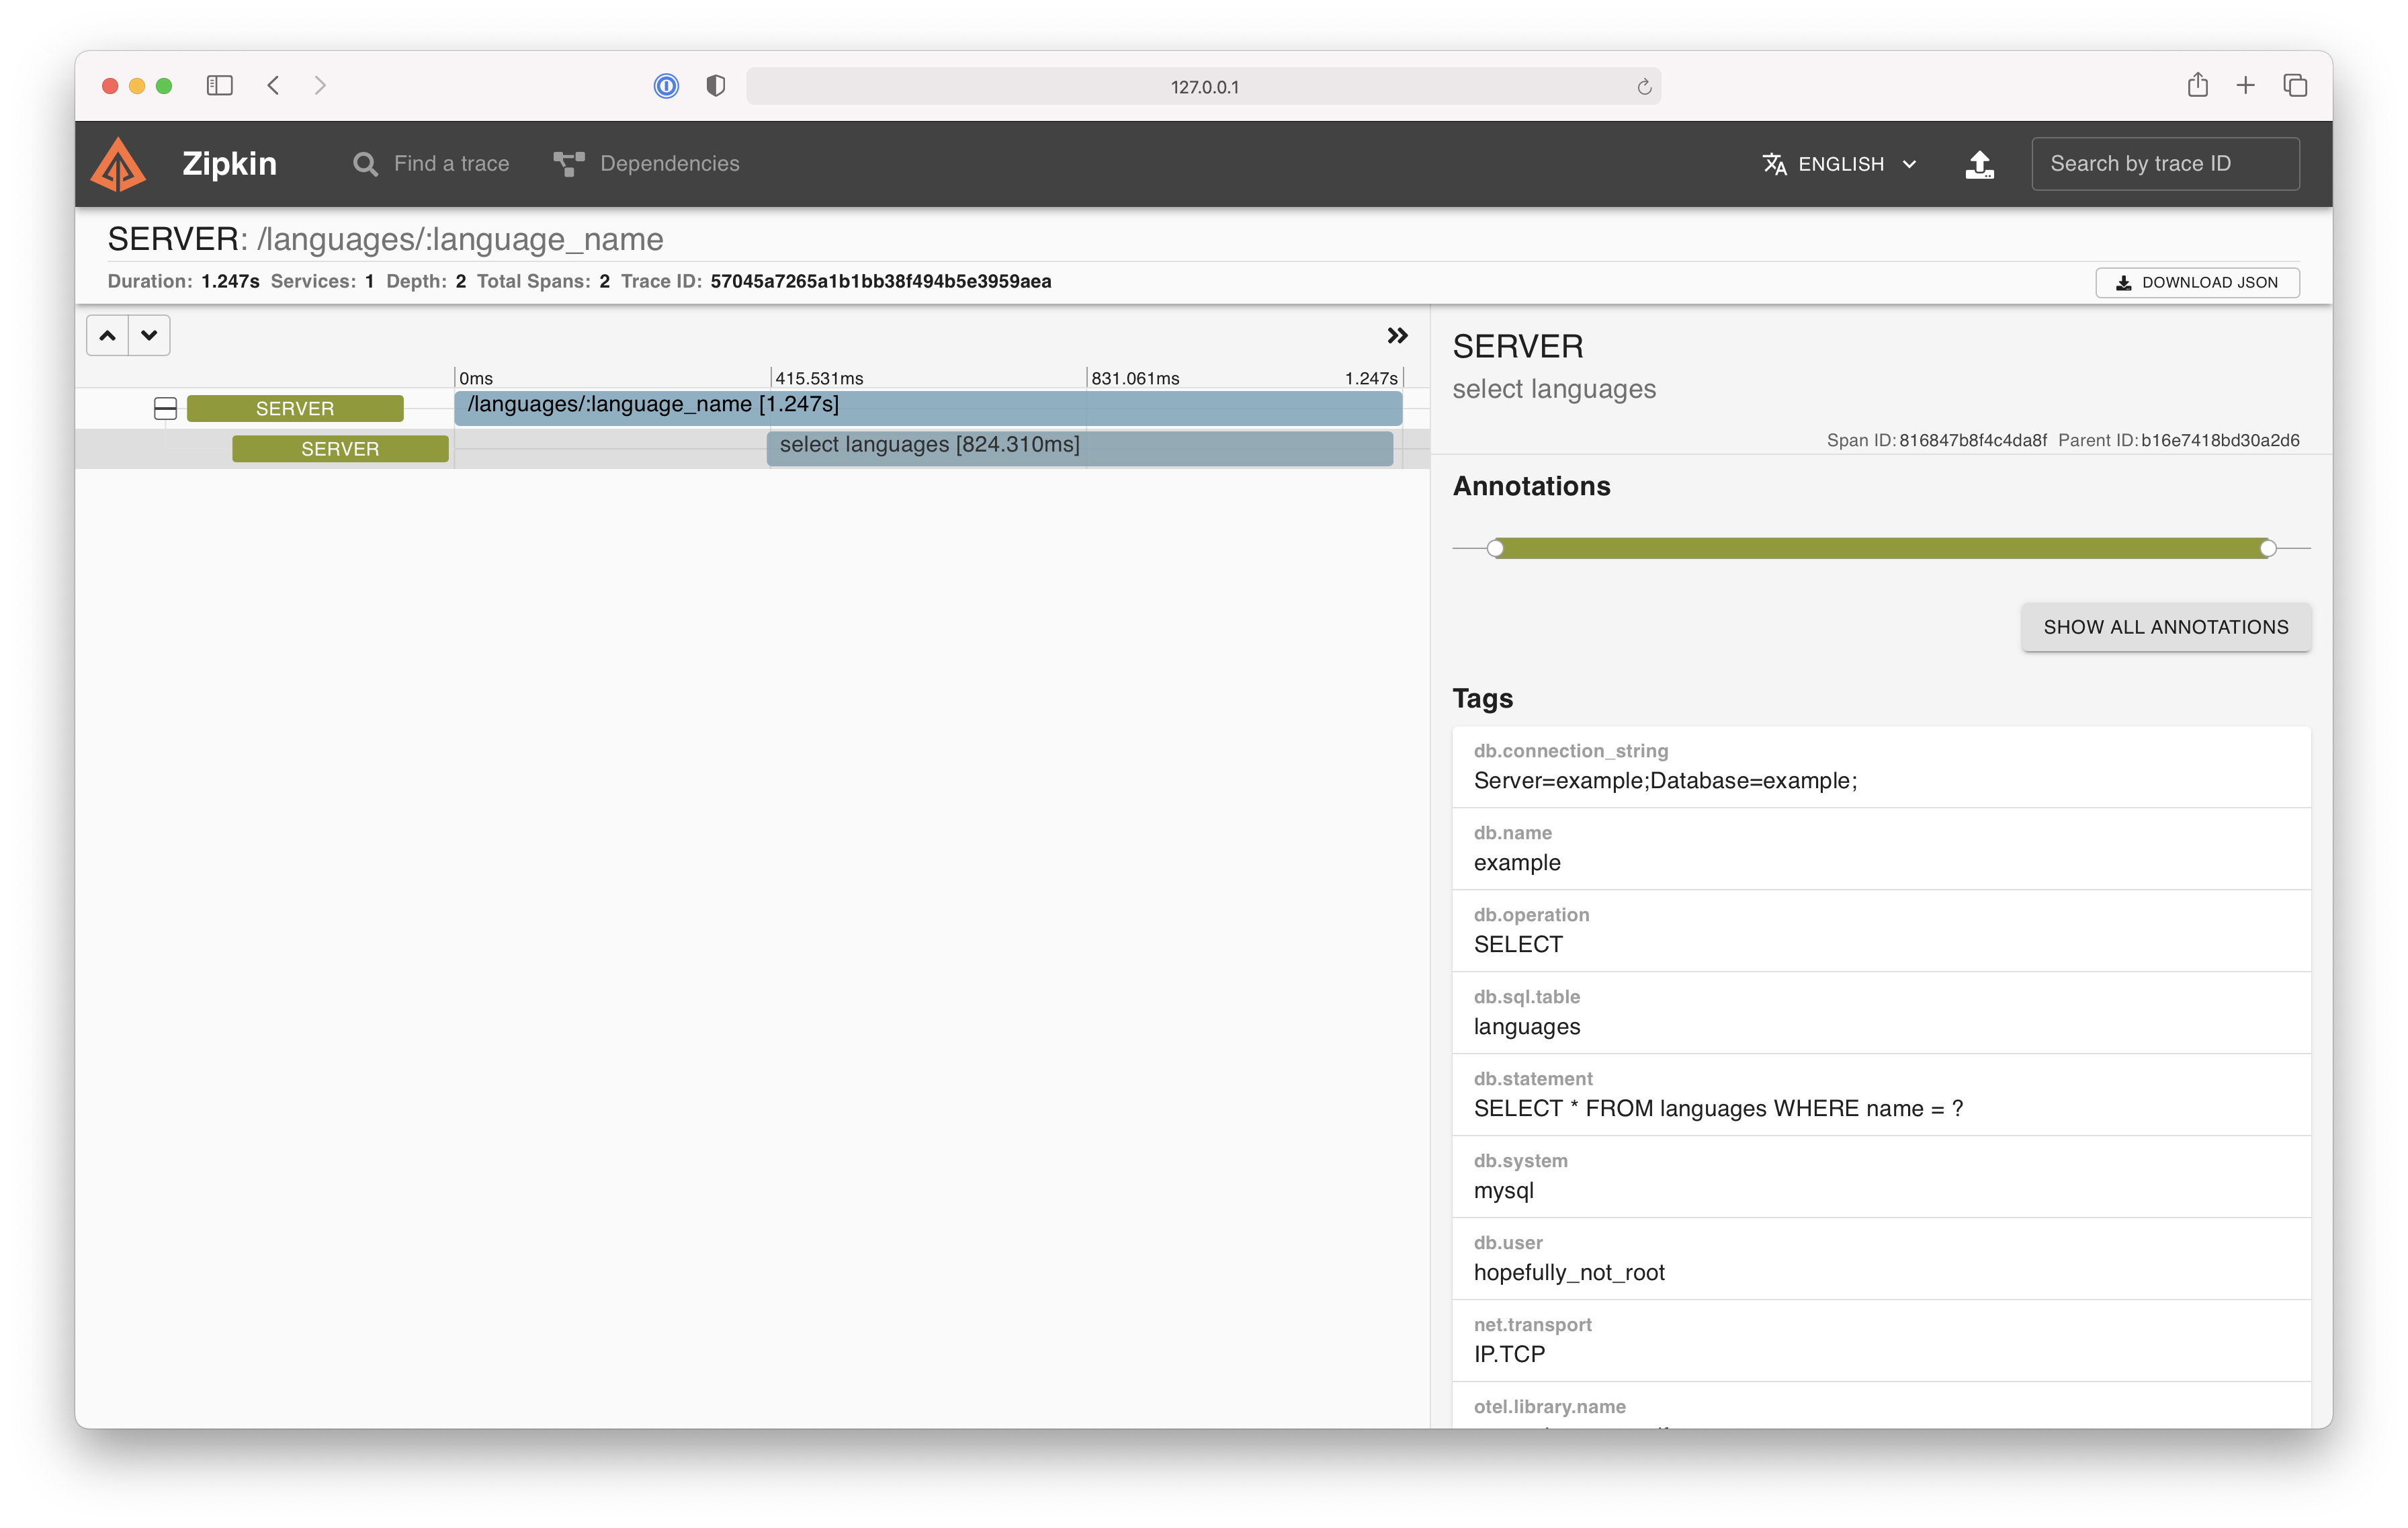 127.0.0.1
Zipkin
Find a trace
Dependencies
ENGLISH
Search by trace ID
SERVER: /languages/:language_name
Duration: 1.247s Services: 1 Depth: 2 Total Spans: 2 Trace ID: 57045a7265a1b1bb38f494b5e3959aea
DOWNLOAD JSON
0ms
415.531ms
831.061ms
1.247s
SERVER
/languages/:language_name [1.247s]
SERVER
select languages [824.310ms]
SERVER
select languages
Span ID: 816847b8f4c4da8f Parent ID: b16e7418bd30a2d6
Annotations
SHOW ALL ANNOTATIONS
Tags
db.connection_string
Server=example;Database=example;
db.name
example
db.operation
SELECT
db.sql.table
languages
db.statement
SELECT * FROM languages WHERE name = ?
db.system
mysql
db.user
hopefully_not_root
net.transport
IP.TCP
otel.library.name